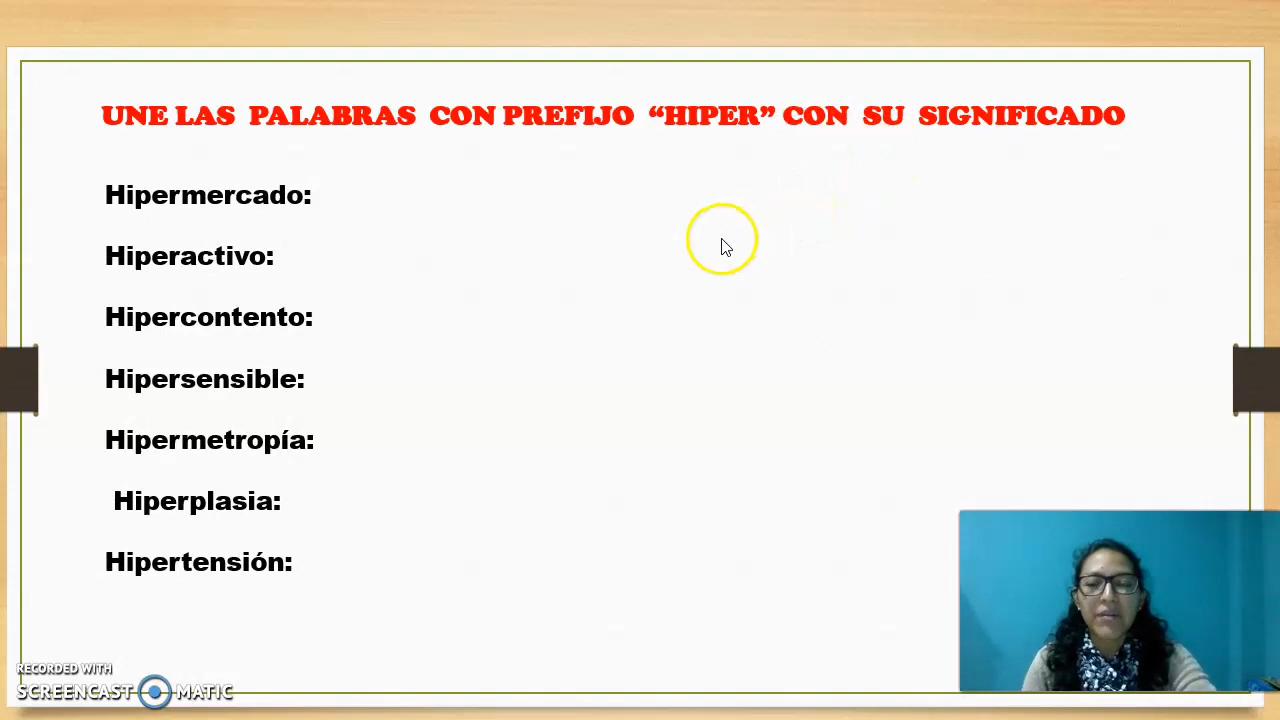 UNE LAS PALABRAS CON PREFIJO “HIPER” CON SU SIGNIFICADO
Hipermercado:
Hiperactivo:
Hipercontento:
Hipersensible:
Hipermetropía:
Hiperplasia:
Hipertensión:
RECORDED WITH
SCREENCAST MATIC